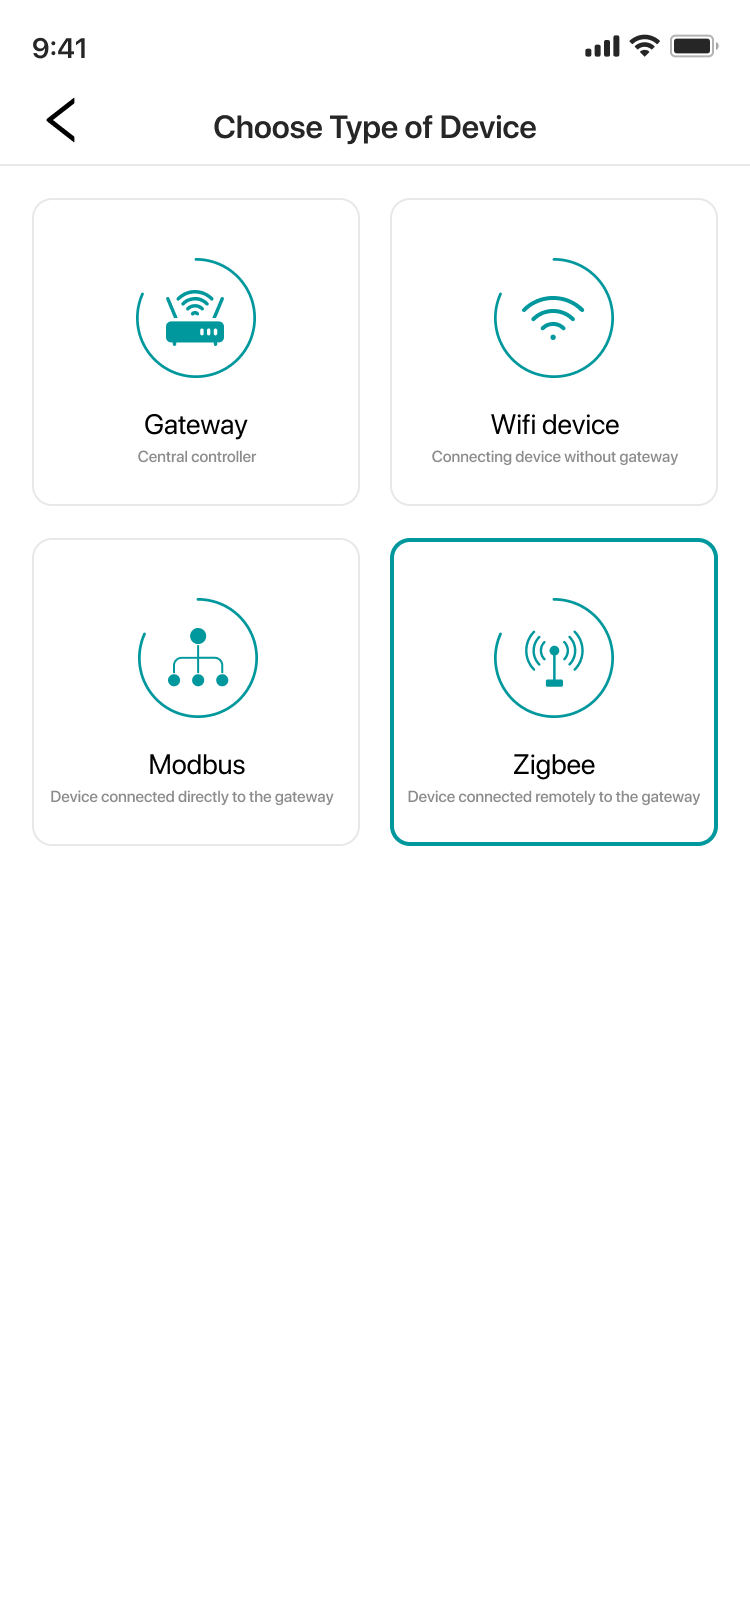 9:41
Choose Type of Device
Gateway
Central controller
Wifi device
Connecting device without gateway
Modbus
Device connected directly to the gateway
Zigbee
Device connected remotely to the gateway